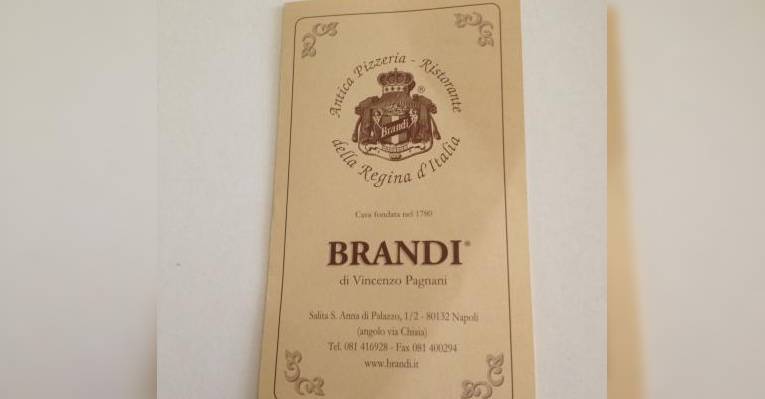 Antica Pizzeria - Ristorante
®
Brandi
della Regina d'Italia
Casa fondata nel 1780
BRANDI®
di Vincenzo Pagnani
Salita S. Anna di Palazzo, 1/2 - 80132 Napoli
(angolo via Chiaia)
Tel. 081 416928 - Fax 081 400294
www.brandi.it